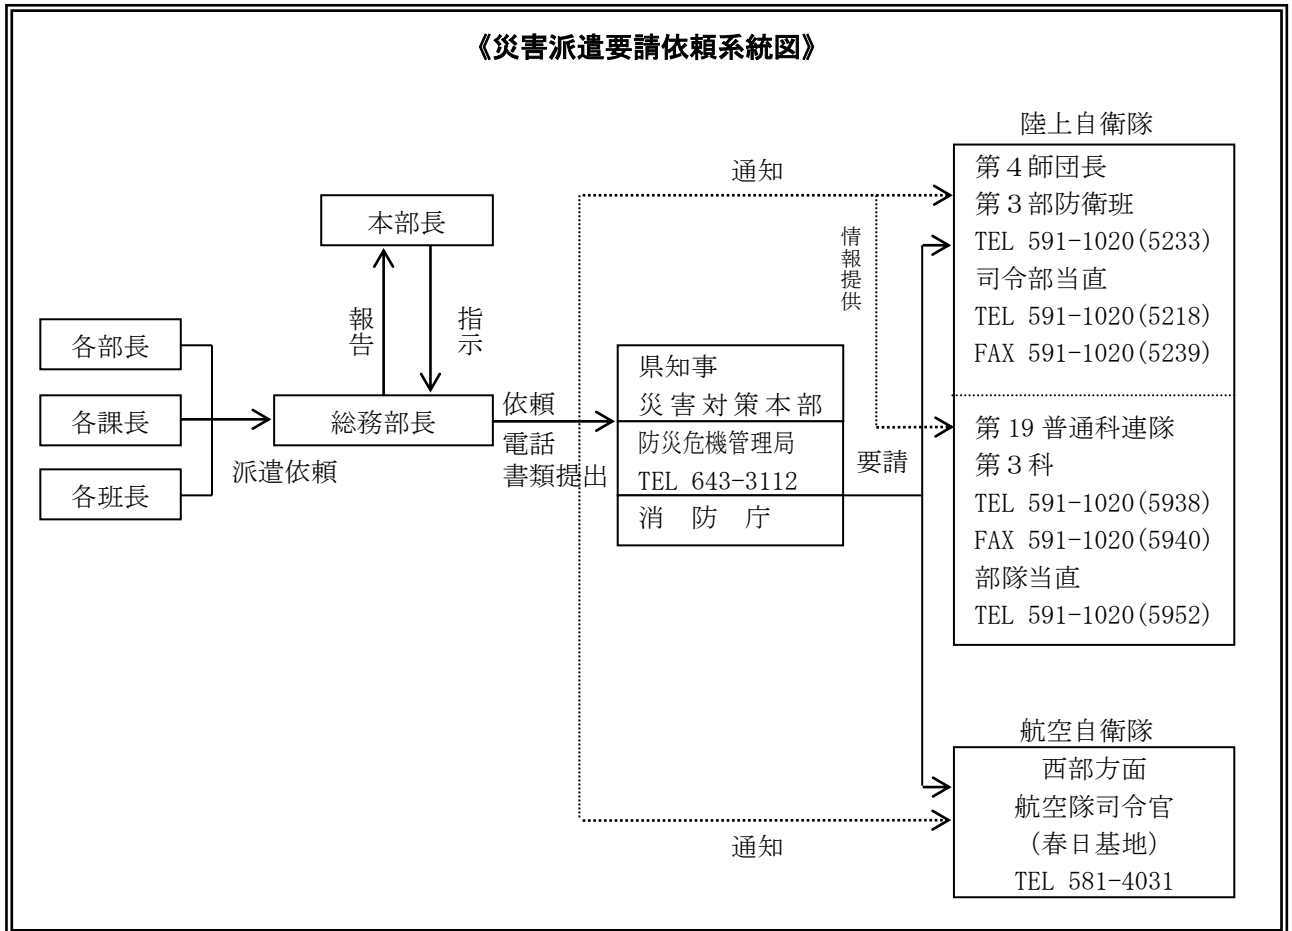 《災害派遣要請依頼系統図》
各部長
各課長
各班長
派遣依頼
本部長
報告
指示
総務部長
依頼
電話
書類提出
県知事
災害対策本部
防災危機管理局
TEL 643-3112
消 防 庁
通知
情報提供
要請
通知
陸上自衛隊
第４師団長
第３部防衛班
TEL 591-1020(5233)
司令部当直
TEL 591-1020(5218)
FAX 591-1020(5239)
第 19 普通科連隊
第３科
TEL 591-1020(5938)
FAX 591-1020(5940)
部隊当直
TEL 591-1020(5952)
航空自衛隊
西部方面
航空隊司令官
(春日基地)
TEL 581-4031